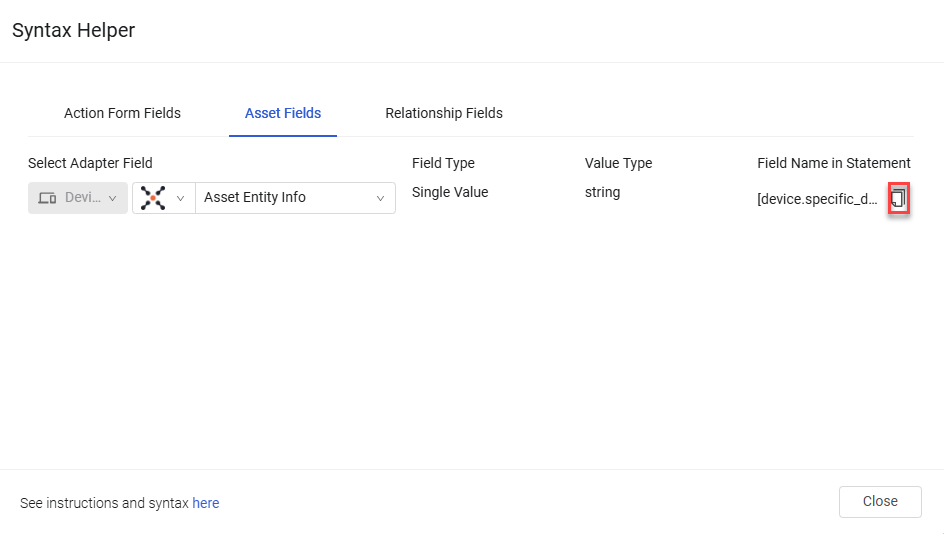 Syntax Helper
Action Form Fields
Asset Fields
Relationship Fields
Select Adapter Field
Field Type
Value Type
Field Name in Statement
Devi...
Asset Entity Info
Single Value
string
[device.specific_d...
See instructions and syntax here
Close